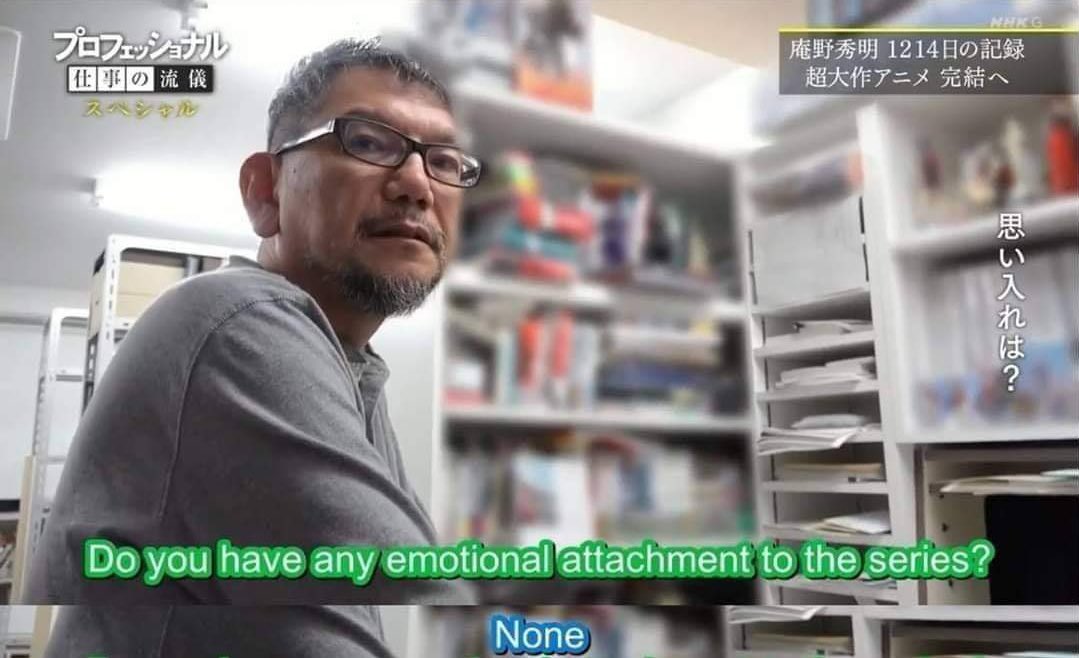 プロフェッショナル
仕事の流儀
スペシャル
NHK G
庵野秀明 1214日の記録
超大作アニメ 完結へ
思い入れは?
Do you have any emotional attachment to the series?
None